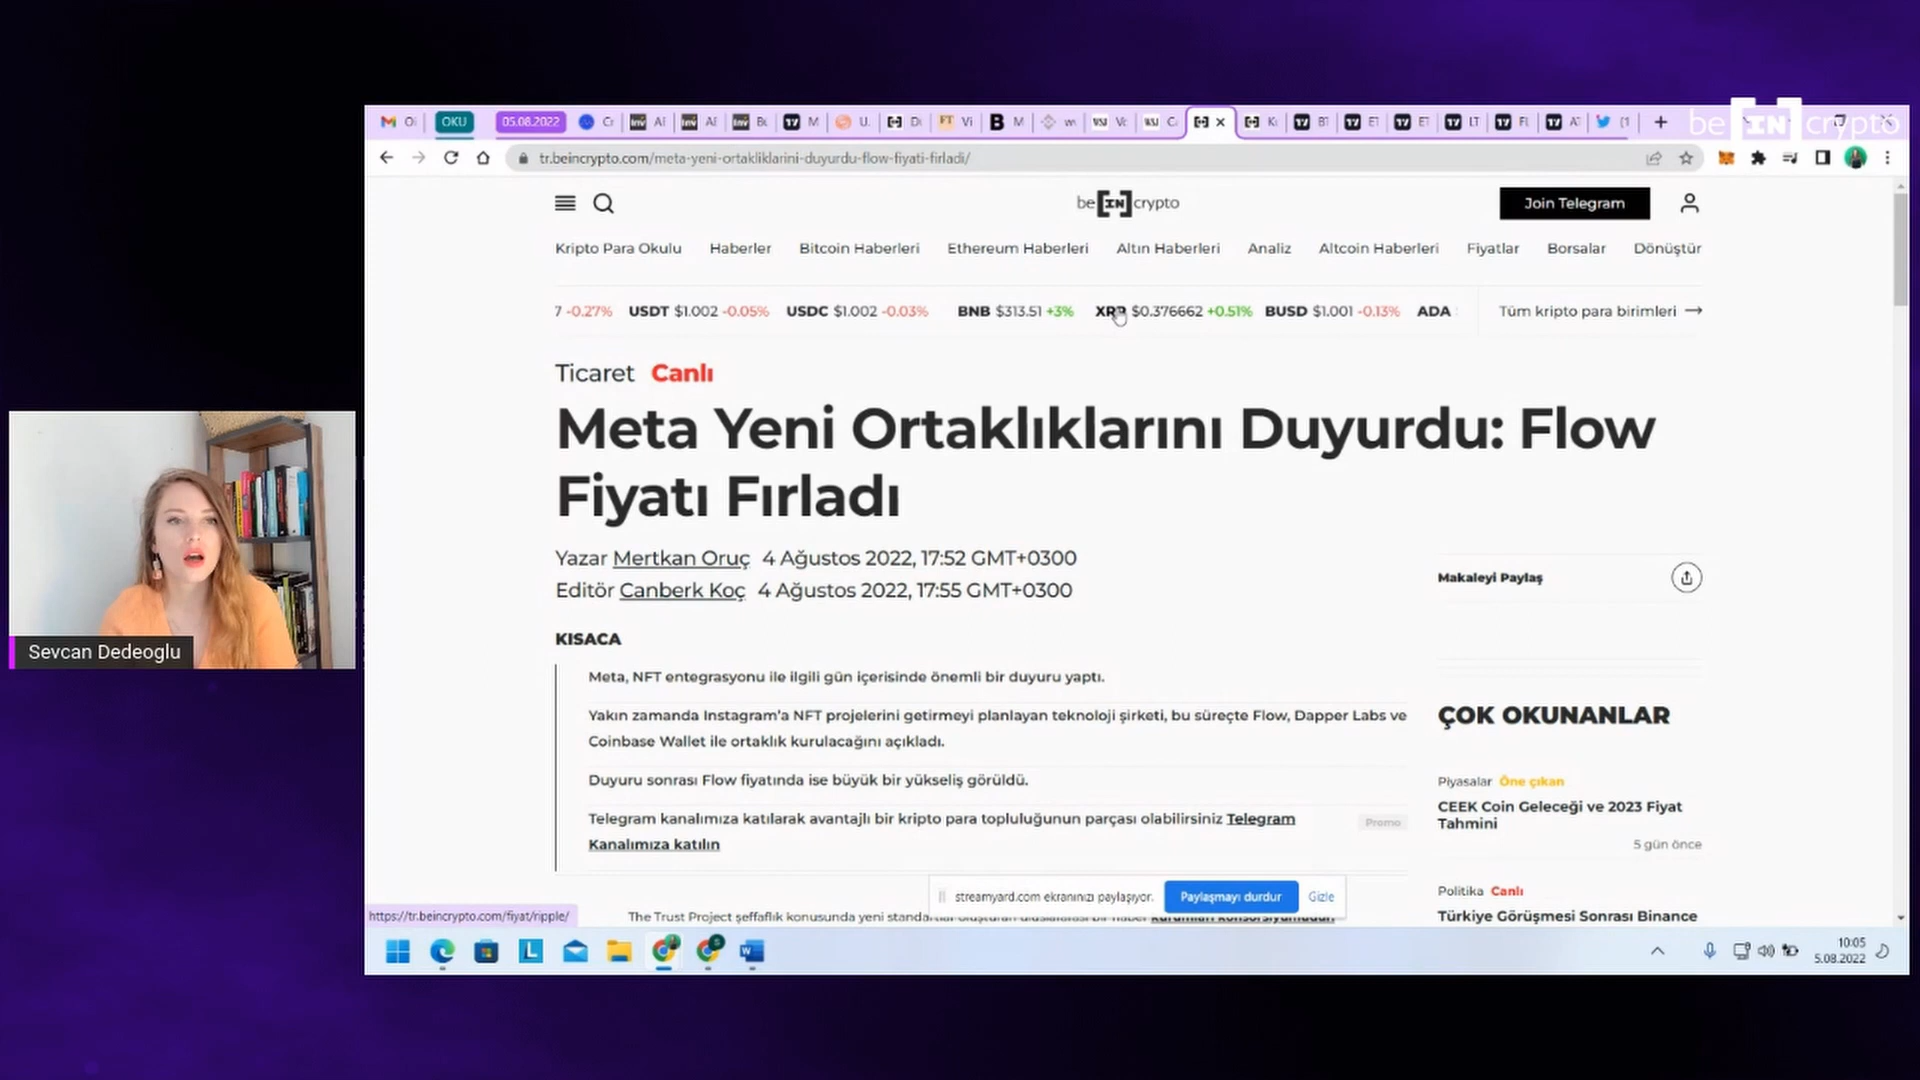 OKU
05.08.2022
be[IN]crypto
tr.beincrypto.com/meta-yeni-ortakliklarini-duyurdu-flow-fiyati-firladi/
be[IN]crypto
Join Telegram
Kripto Para Okulu Haberler Bitcoin Haberleri Ethereum Haberleri Altın Haberleri Analiz Altcoin Haberleri Fiyatlar Borsalar Dönüştür
7 -0.27% USDT $1.002 -0.05% USDC $1.002 -0.03% BNB $313.51 +3% XRP $0.376662 +0.51% BUSD $1.001 -0.13% ADA
Tüm kripto para birimleri →
Ticaret Canlı
Meta Yeni Ortaklıklarını Duyurdu: Flow
Fiyatı Fırladı
Yazar Mertkan Oruç 4 Ağustos 2022, 17:52 GMT+0300
Editör Canberk Koç 4 Ağustos 2022, 17:55 GMT+0300
Makaleyi Paylaş
KISACA
Meta, NFT entegrasyonu ile ilgili gün içerisinde önemli bir duyuru yaptı.
Yakın zamanda Instagram'a NFT projelerini getirmeyi planlayan teknoloji şirketi, bu süreçte Flow, Dapper Labs ve
Coinbase Wallet ile ortaklık kurulacağını açıkladı.
Duyuru sonrası Flow fiyatında ise büyük bir yükseliş görüldü.
Telegram kanalımıza katılarak avantajlı bir kripto para topluluğunun parçası olabilirsiniz Telegram
Kanalımıza katılın
Promo
ÇOK OKUNANLAR
Piyasalar Öne çıkan
CEEK Coin Geleceği ve 2023 Fiyat
Tahmini
5 gün önce
Politika Canlı
Türkiye Görüşmesi Sonrası Binance
streamyard.com ekranınızı paylaşıyor. Paylaşmayı durdur Gizle
https://tr.beincrypto.com/fiyat/ripple/
The Trust Project şeffaflık konusunda yeni
10:05
5.08.2022
Sevcan Dedeoglu